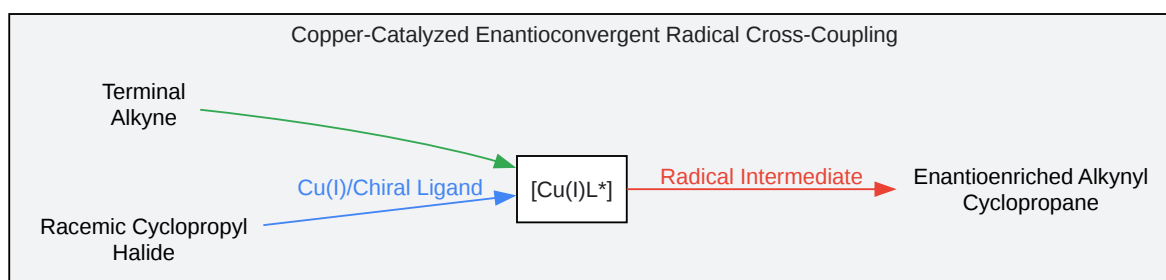 Copper-Catalyzed Enantioconvergent Radical Cross-Coupling
Terminal
Alkyne
Cu(I)/Chiral Ligand
[Cu(I)L*]
Radical Intermediate
Enantioenriched Alkynyl
Cyclopropane
Racemic Cyclopropyl
Halide